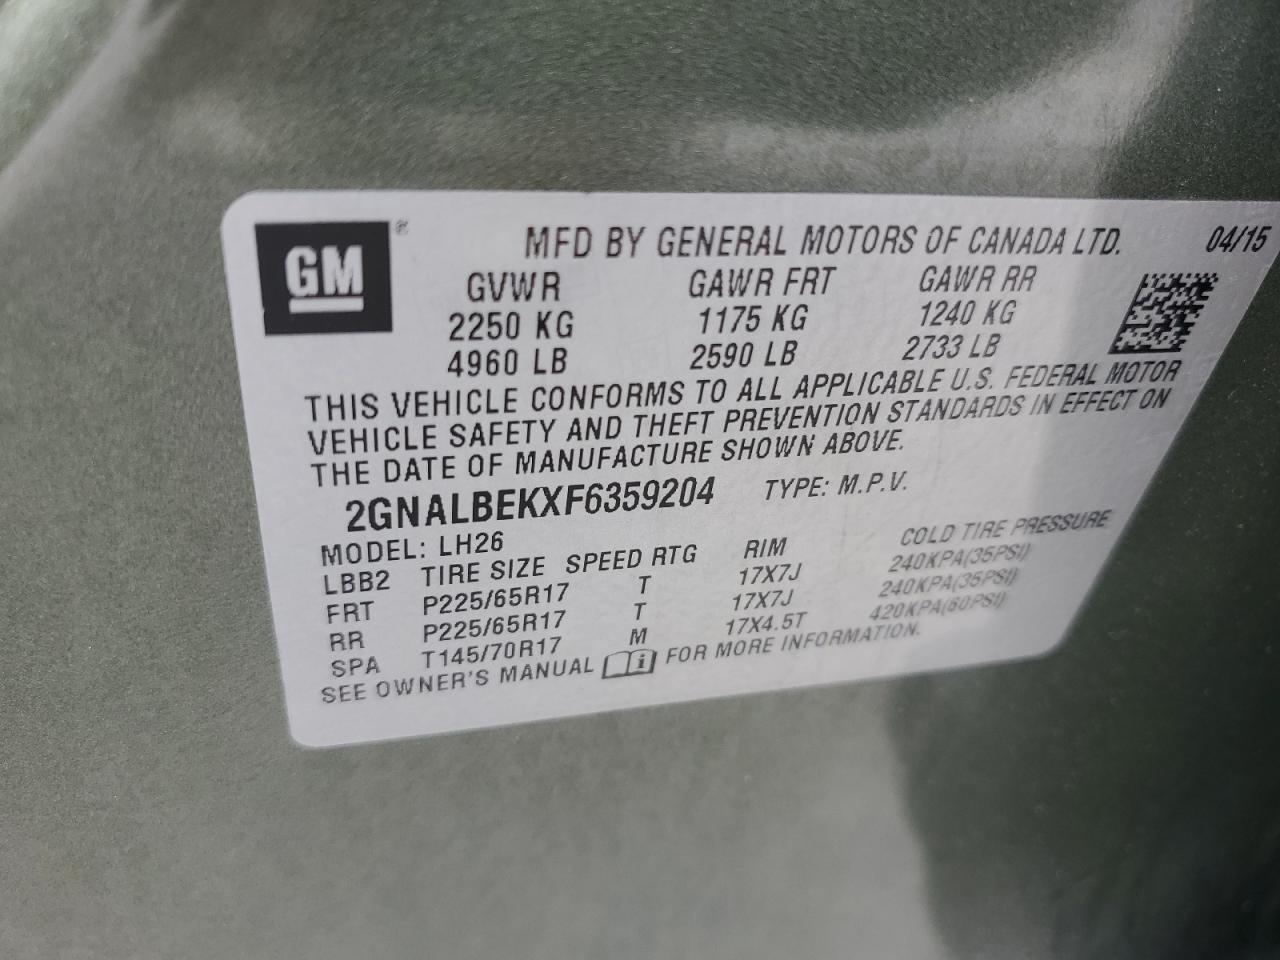 GM ® MFD BY GENERAL MOTORS OF CANADA LTD. 04/15
GVWR GAWR FRT GAWR RR
2250 KG 1175 KG 1240 KG
4960 LB 2590 LB 2733 LB
THIS VEHICLE CONFORMS TO ALL APPLICABLE U.S. FEDERAL MOTOR
VEHICLE SAFETY AND THEFT PREVENTION STANDARDS IN EFFECT ON
THE DATE OF MANUFACTURE SHOWN ABOVE.
2GNALBEKXF6359204 TYPE: M.P.V.
MODEL: LH26
LBB2 TIRE SIZE SPEED RTG RIM COLD TIRE PRESSURE
FRT P225/65R17 T 17X7J 240KPA(35PSI)
RR P225/65R17 T 17X7J 240KPA(35PSI)
SPA T145/70R17 M 17X4.5T 420KPA(60PSI)
SEE OWNER'S MANUAL i FOR MORE INFORMATION.